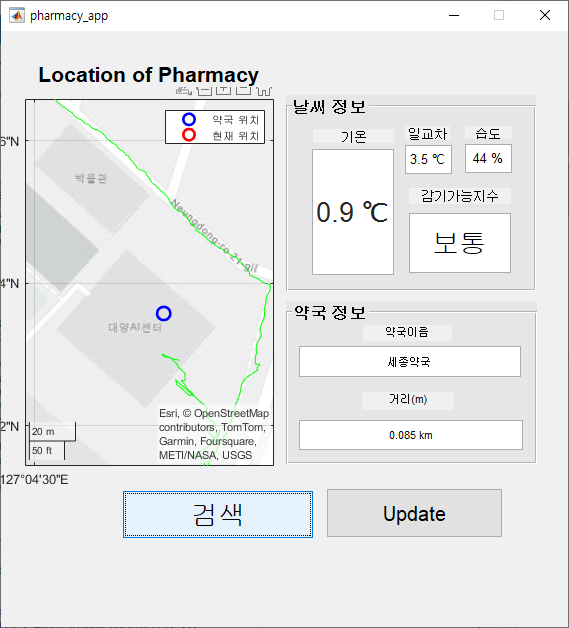 pharmacy_app
Location of Pharmacy
약국 위치
현재 위치
6"N
박물관
Neungdong-ro 21 gil
4"N
대양AI센터
2"N
20 m
50 ft
Esri, © OpenStreetMap
contributors, TomTom,
Garmin, Foursquare,
METI/NASA, USGS
127°04'30"E
날씨 정보
기온
일교차
습도
0.9 ℃
3.5 ℃
44 %
감기가능지수
보통
약국 정보
약국이음
세종약국
거리(m)
0.085 km
검색
Update